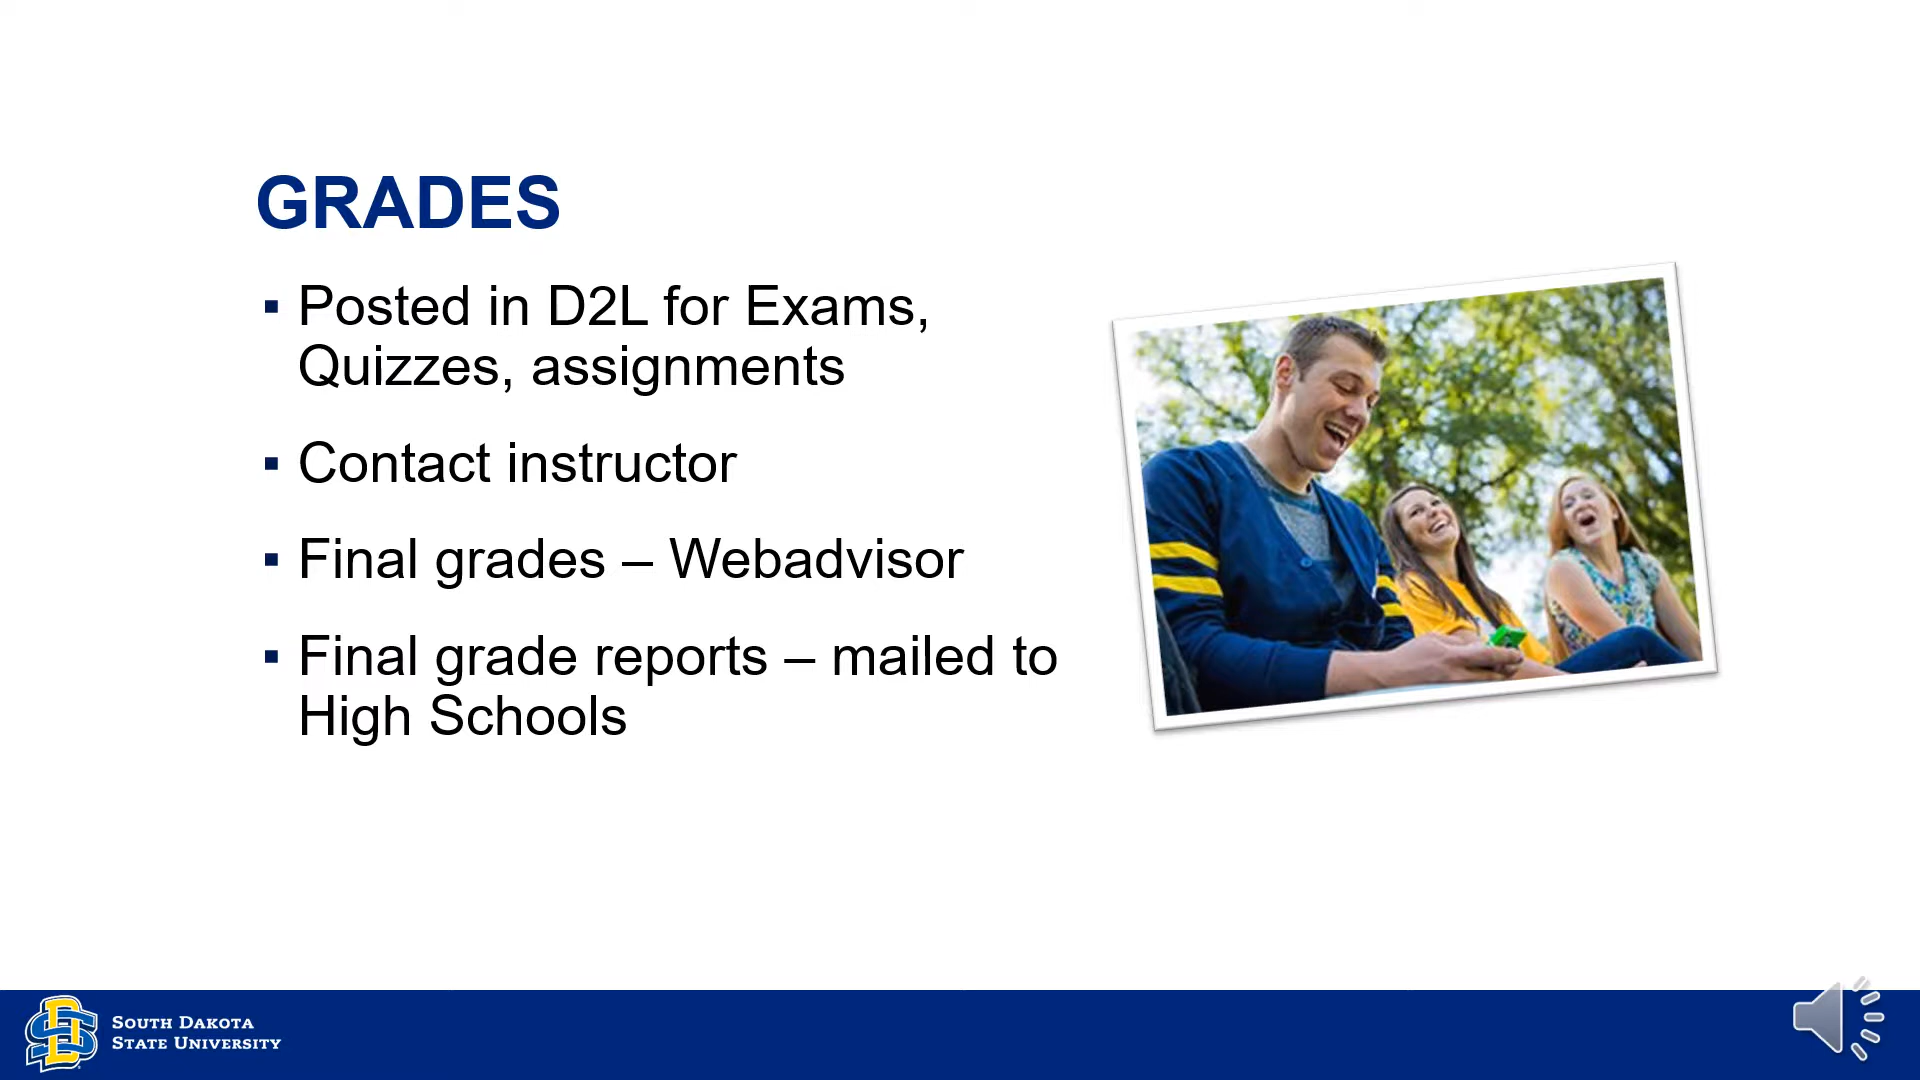 GRADES
▪ Posted in D2L for Exams,
Quizzes, assignments
▪ Contact instructor
▪ Final grades – Webadvisor
▪ Final grade reports – mailed to
High Schools
SOUTH DAKOTA
STATE UNIVERSITY